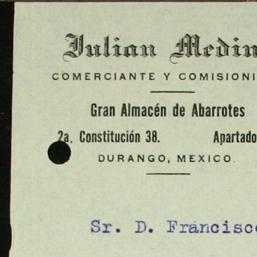 Julian Medin
COMERCIANTE Y COMISIONI
Gran Almacén de Abarrotes
2a. Constitución 38. Apartado
DURANGO, MEXICO.
Sr. D. Francisco